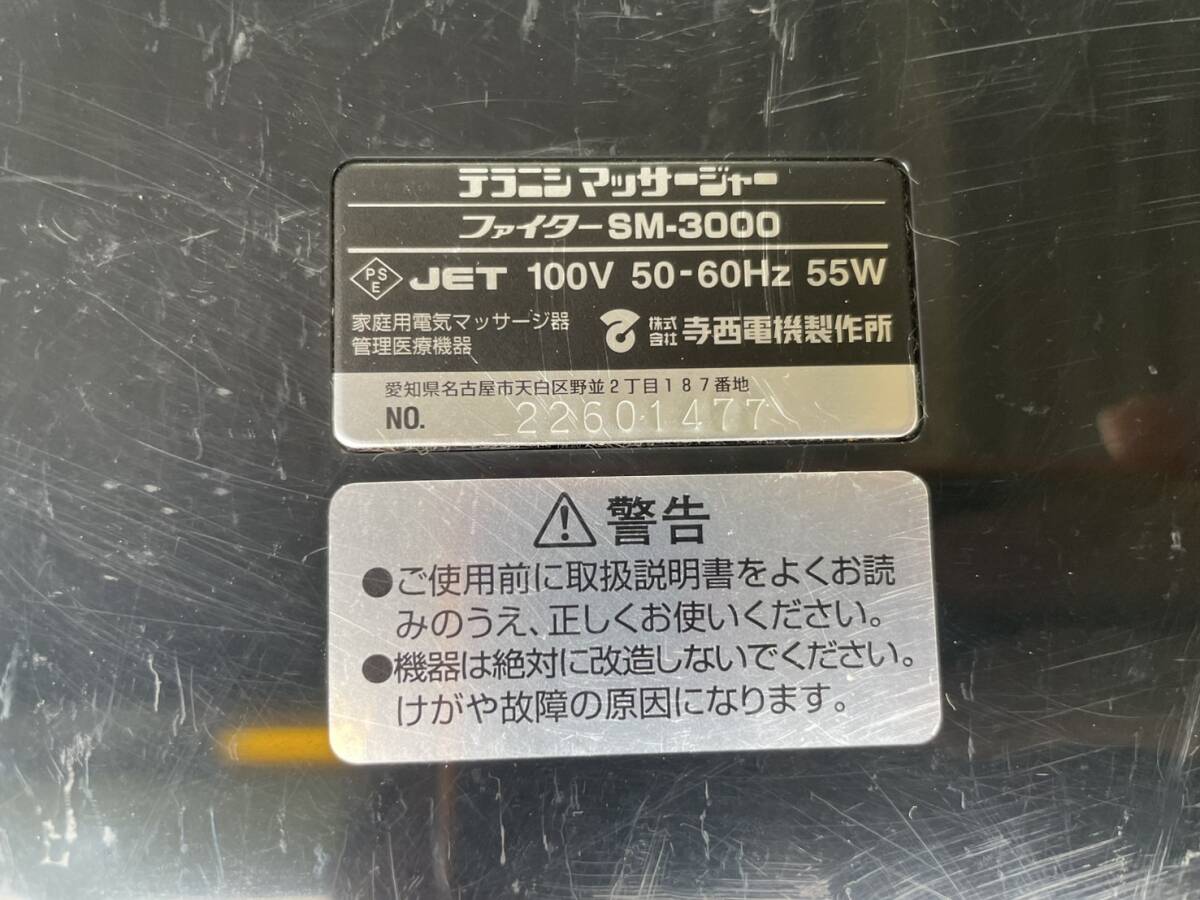 テラニシマッサージャー
ファイターSM-3000
PSE JET 100V 50-60Hz 55W
家庭用電気マッサージ器
管理医療機器
株式会社 寺西電機製作所
愛知県名古屋市天白区野並2丁目187番地
NO. 22601477
警告
●ご使用前に取扱説明書をよくお読
みのうえ、正しくお使いください。
●機器は絶対に改造しないでください。
けがや故障の原因になります。